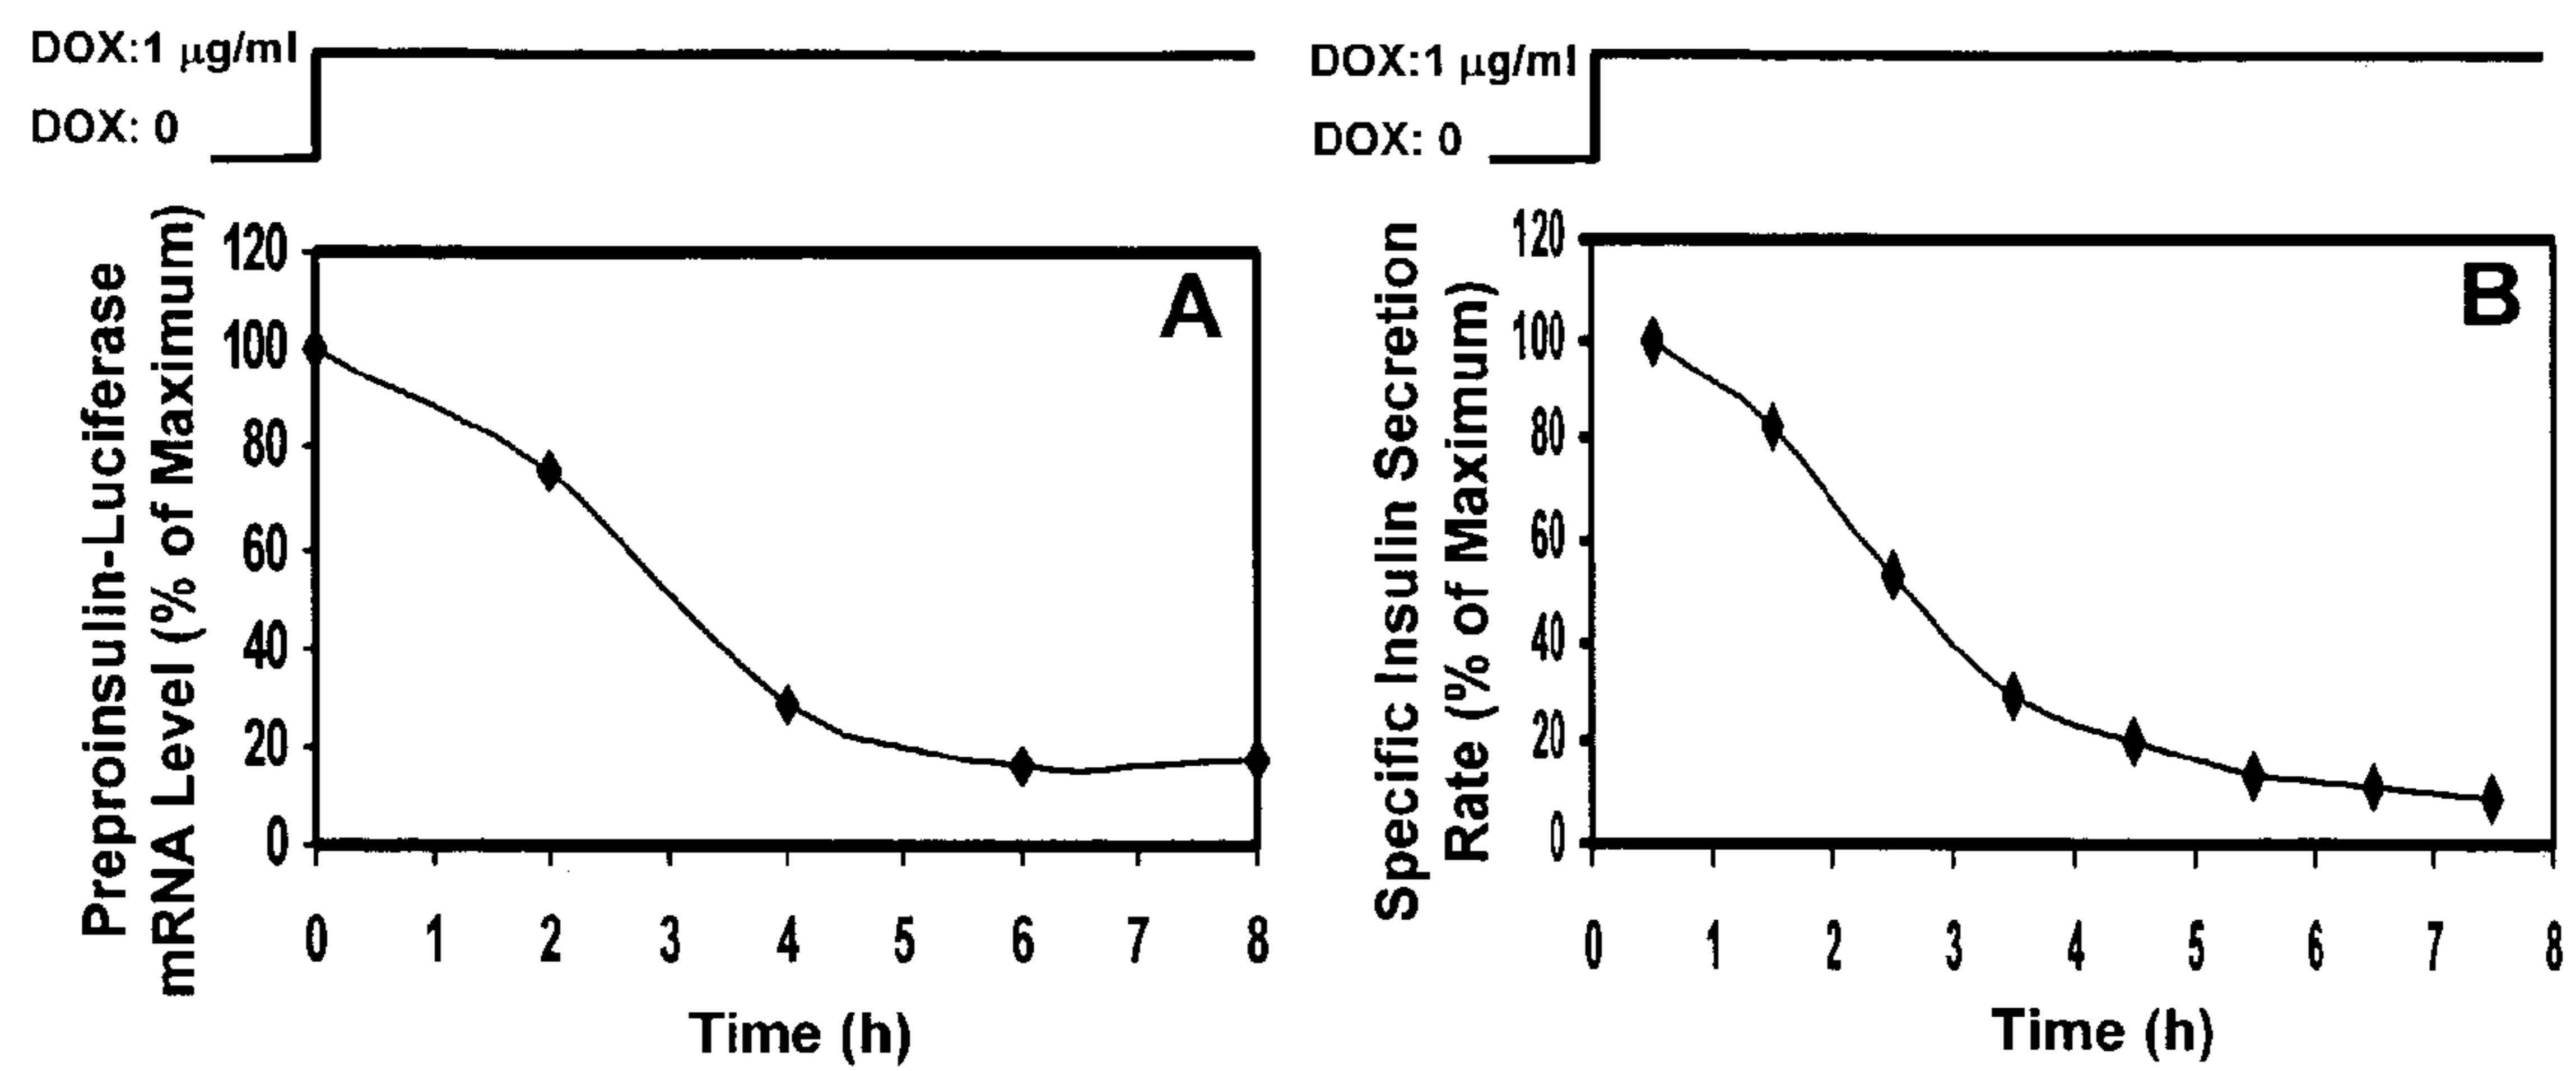 DOX:1 μg/ml
DOX: 0
A
Preproinsulin-Luciferase
mRNA Level (% of Maximum)
120
100
80
60
40
20
0
0 1 2 3 4 5 6 7 8
Time (h)
DOX:1 μg/ml
DOX: 0
B
Specific Insulin Secretion
Rate (% of Maximum)
120
100
80
60
40
20
0
0 1 2 3 4 5 6 7 8
Time (h)